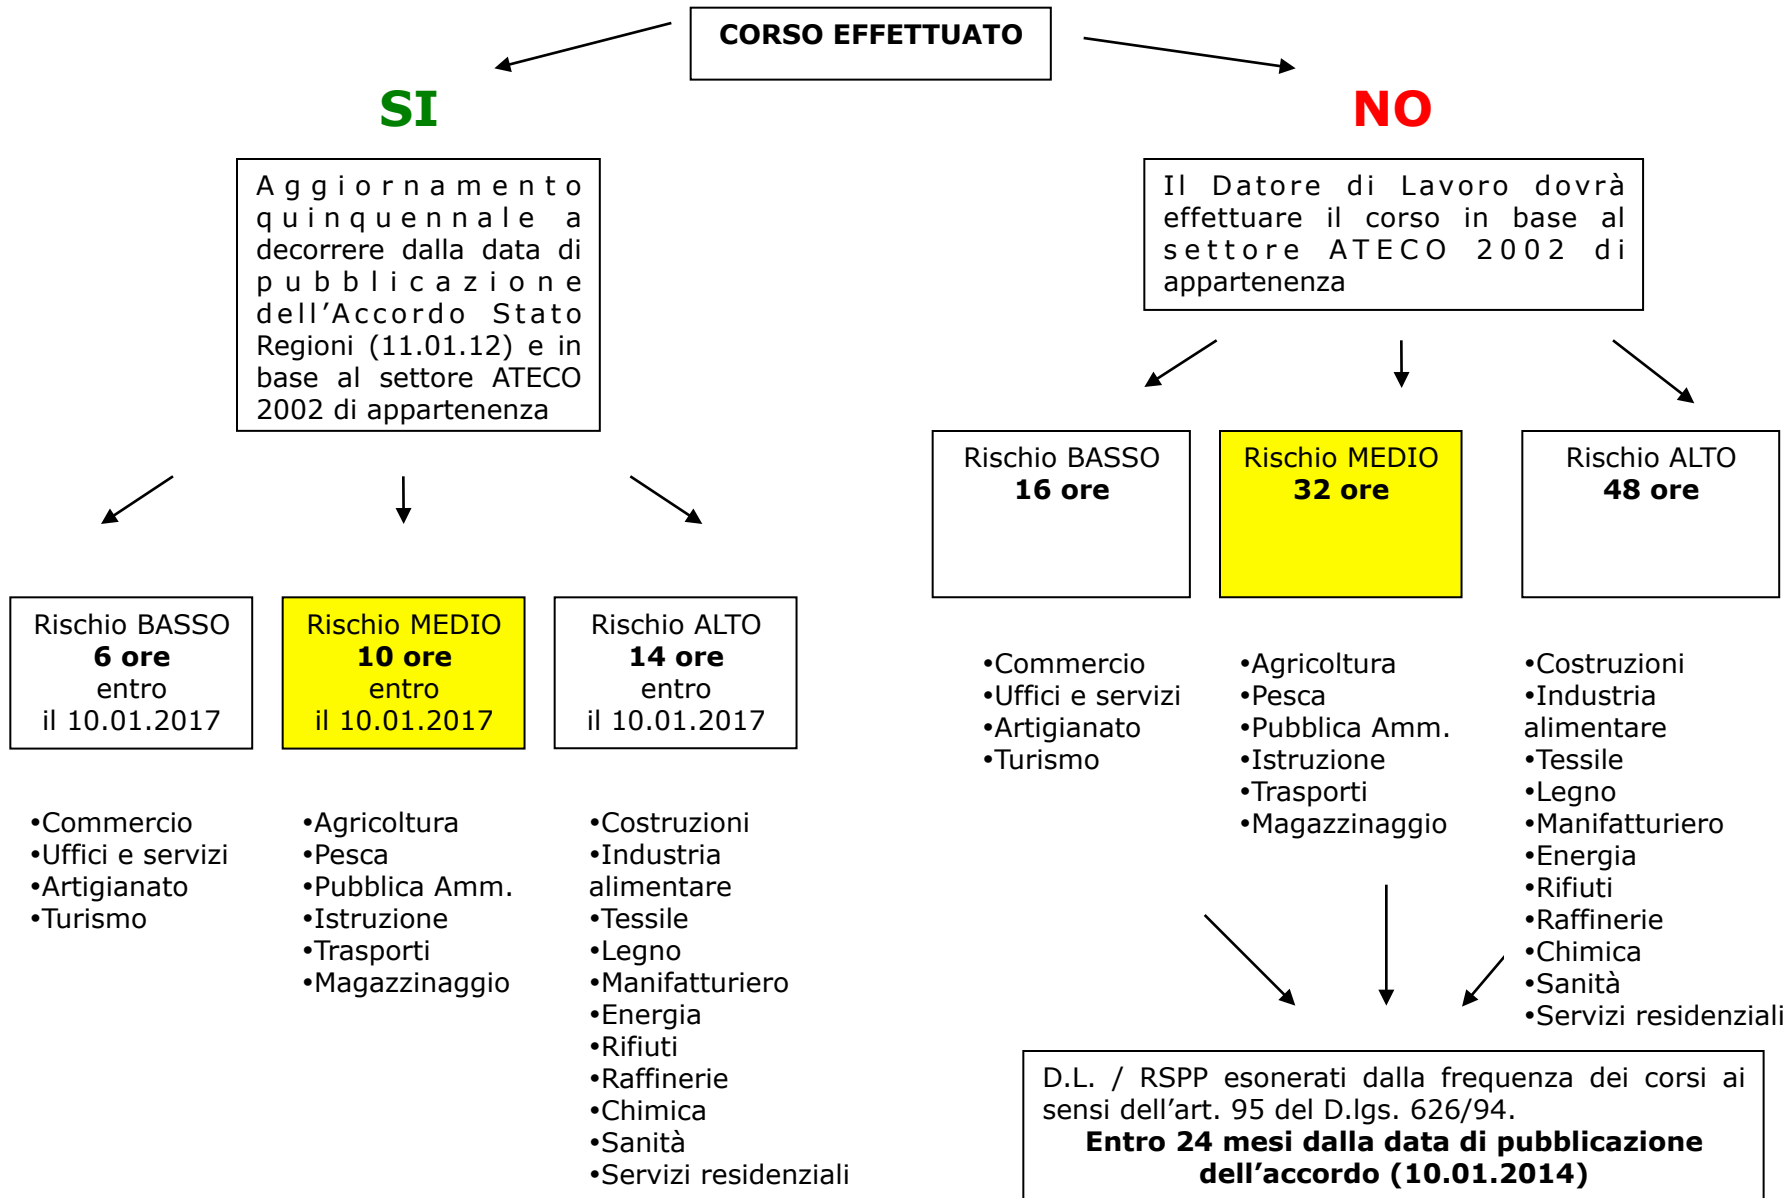 CORSO EFFETTUATO
SI
Aggiornamento
quinquennale a
decorrere dalla data di
pubblicazione
dell’Accordo Stato
Regioni (11.01.12) e in
base al settore ATECO
2002 di appartenenza
Rischio BASSO
6 ore
entro
il 10.01.2017
Rischio MEDIO
10 ore
entro
il 10.01.2017
Rischio ALTO
14 ore
entro
il 10.01.2017
•Commercio
•Uffici e servizi
•Artigianato
•Turismo
•Agricoltura
•Pesca
•Pubblica Amm.
•Istruzione
•Trasporti
•Magazzinaggio
•Costruzioni
•Industria
alimentare
•Tessile
•Legno
•Manifatturiero
•Energia
•Rifiuti
•Raffinerie
•Chimica
•Sanità
•Servizi residenziali
NO
Il Datore di Lavoro dovrà
effettuare il corso in base al
settore ATECO 2002 di
appartenenza
Rischio BASSO
16 ore
Rischio MEDIO
32 ore
Rischio ALTO
48 ore
•Commercio
•Uffici e servizi
•Artigianato
•Turismo
•Agricoltura
•Pesca
•Pubblica Amm.
•Istruzione
•Trasporti
•Magazzinaggio
•Costruzioni
•Industria
alimentare
•Tessile
•Legno
•Manifatturiero
•Energia
•Rifiuti
•Raffinerie
•Chimica
•Sanità
•Servizi residenziali
D.L. / RSPP esonerati dalla frequenza dei corsi ai
sensi dell’art. 95 del D.lgs. 626/94.
Entro 24 mesi dalla data di pubblicazione
dell’accordo (10.01.2014)